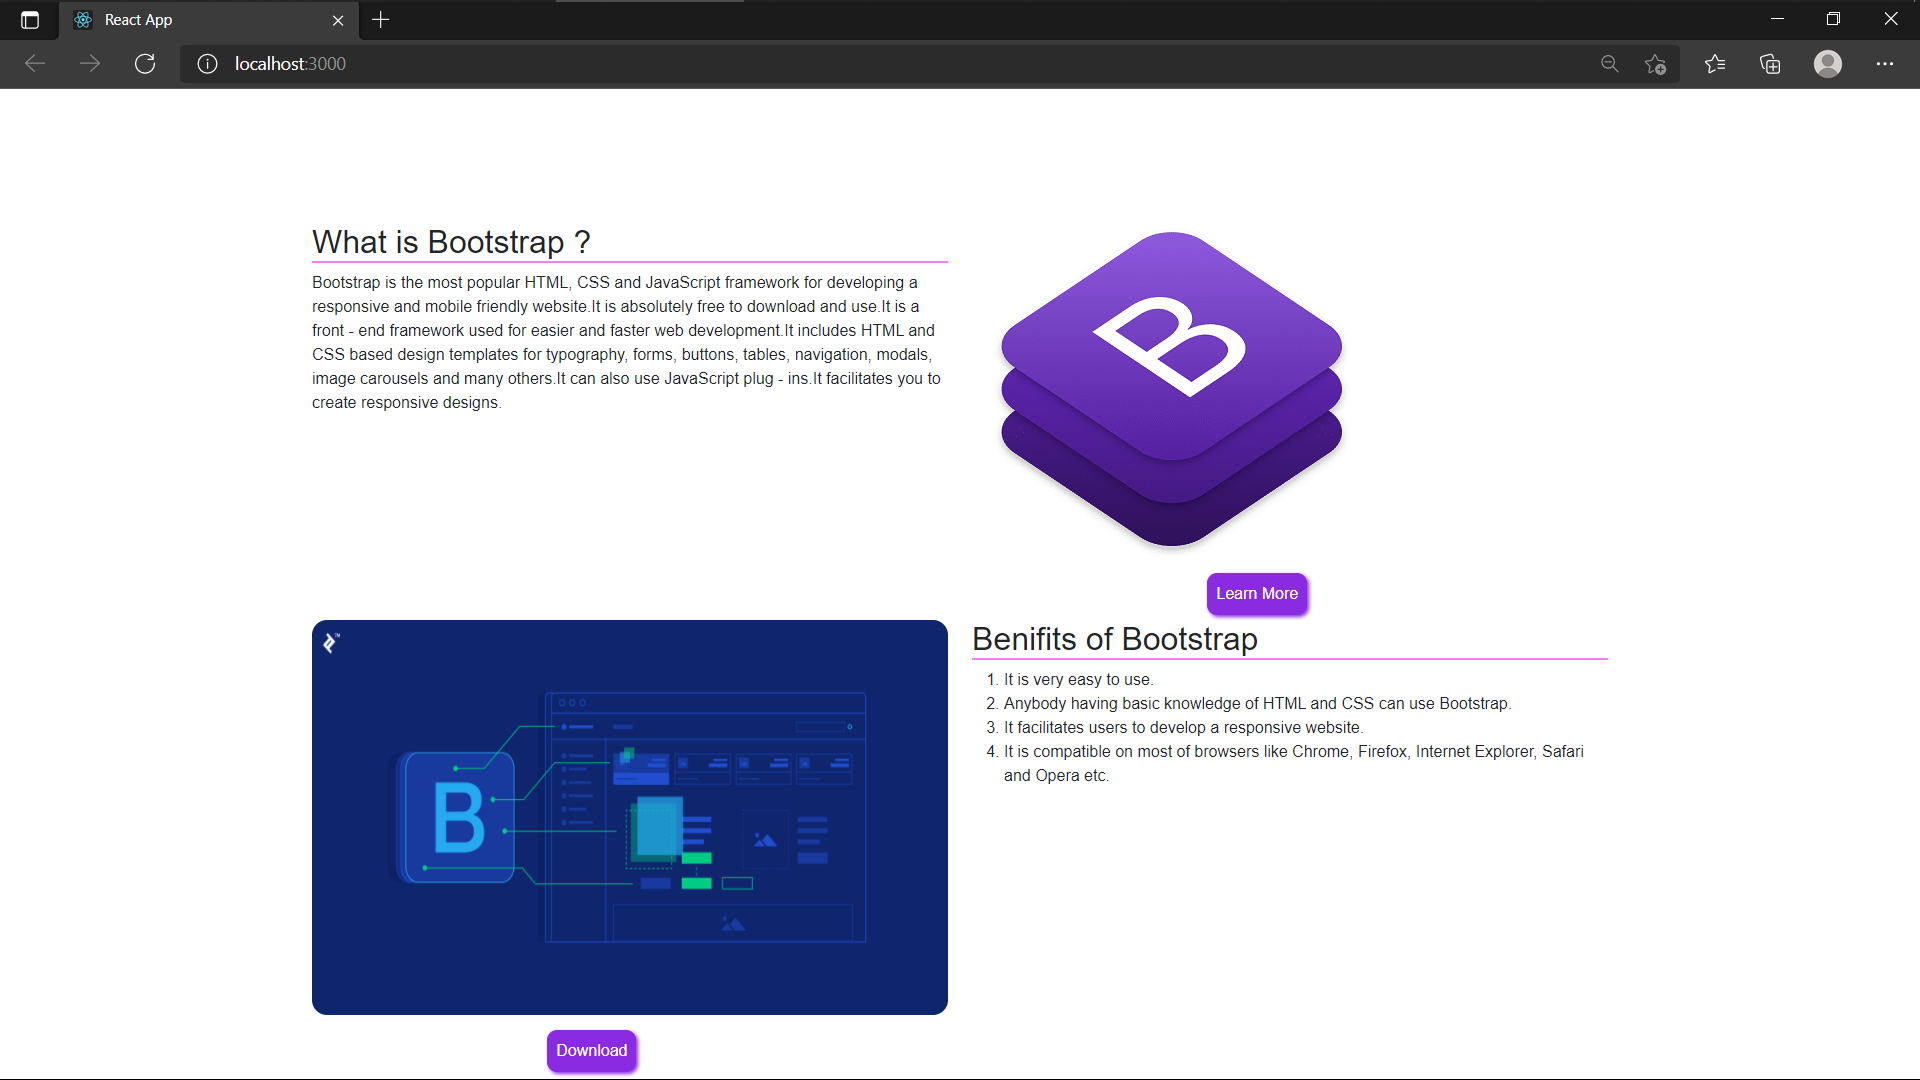 React App
localhost:3000
What is Bootstrap ?
Bootstrap is the most popular HTML, CSS and JavaScript framework for developing a
responsive and mobile friendly website.It is absolutely free to download and use.It is a
front - end framework used for easier and faster web development.It includes HTML and
CSS based design templates for typography, forms, buttons, tables, navigation, modals,
image carousels and many others.It can also use JavaScript plug - ins.It facilitates you to
create responsive designs.
B
Learn More
B
Benifits of Bootstrap
1. It is very easy to use.
2. Anybody having basic knowledge of HTML and CSS can use Bootstrap.
3. It facilitates users to develop a responsive website.
4. It is compatible on most of browsers like Chrome, Firefox, Internet Explorer, Safari
and Opera etc.
Download